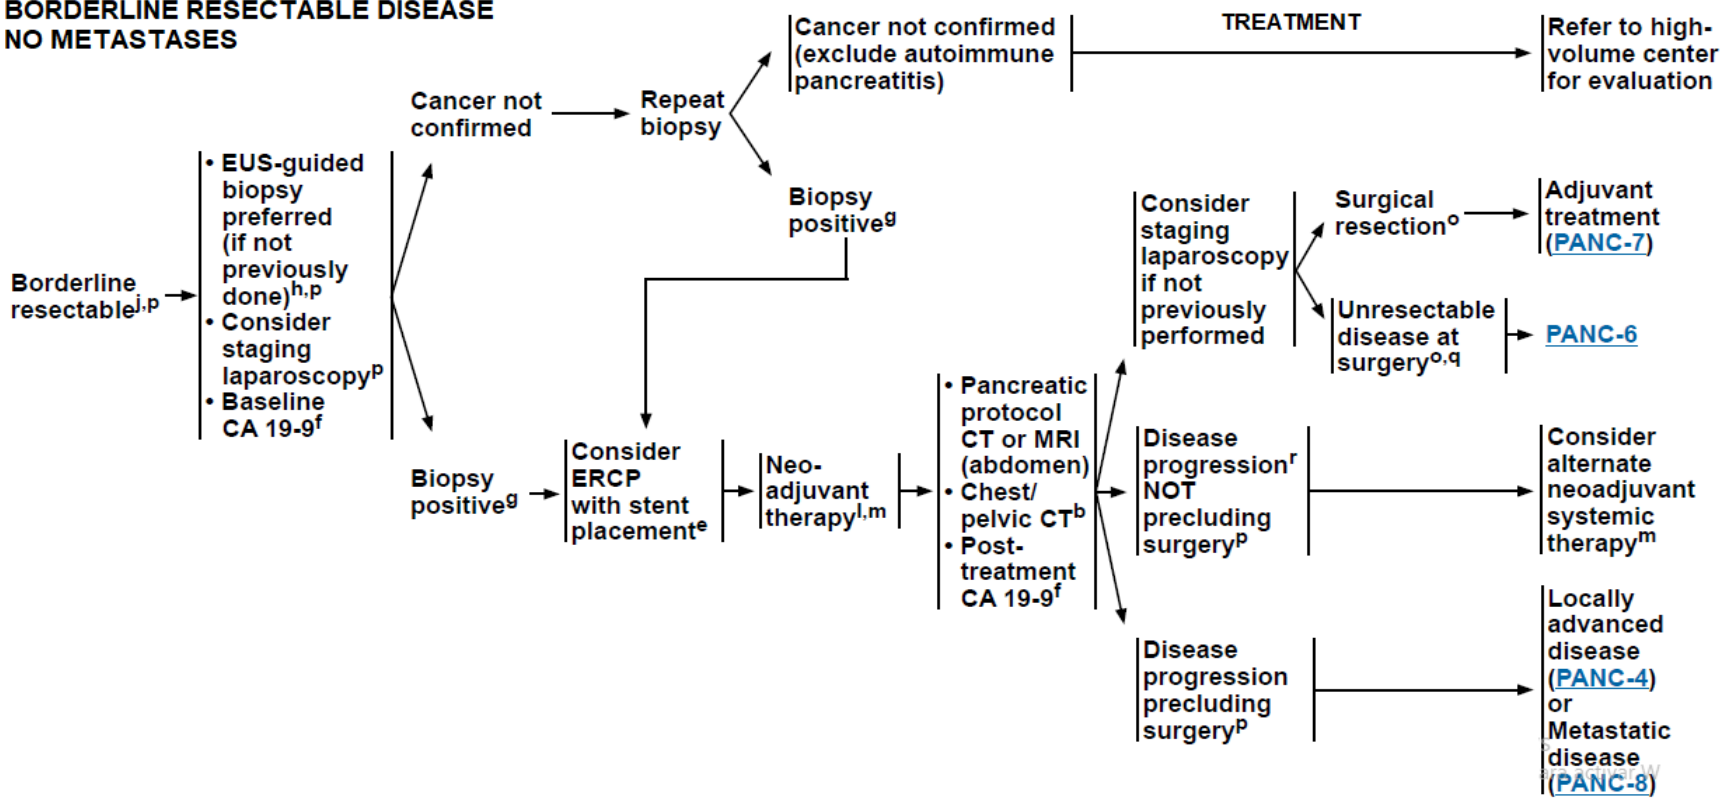 BORDERLINE RESECTABLE DISEASE
NO METASTASES
TREATMENT
Borderline
resectablej,p
• EUS-guided
biopsy
preferred
(if not
previously
done)h,p
• Consider
staging
laparoscopyp
• Baseline
CA 19-9f
Cancer not
confirmed
Repeat
biopsy
Cancer not confirmed
(exclude autoimmune
pancreatitis)
Refer to high-
volume center
for evaluation
Biopsy
positiveg
Biopsy
positiveg
Consider
ERCP
with stent
placemente
Neo-
adjuvant
therapyl,m
• Pancreatic
protocol
CT or MRI
(abdomen)
• Chest/
pelvic CTb
• Post-
treatment
CA 19-9f
Consider
staging
laparoscopy
if not
previously
performed
Surgical
resectiono
Adjuvant
treatment
(PANC-7)
Unresectable
disease at
surgeryo,q
PANC-6
Disease
progressionr
NOT
precluding
surgeryp
Consider
alternate
neoadjuvant
systemic
therapym
Disease
progression
precluding
surgeryp
Locally
advanced
disease
(PANC-4)
or
Metastatic
disease
(PANC-8)